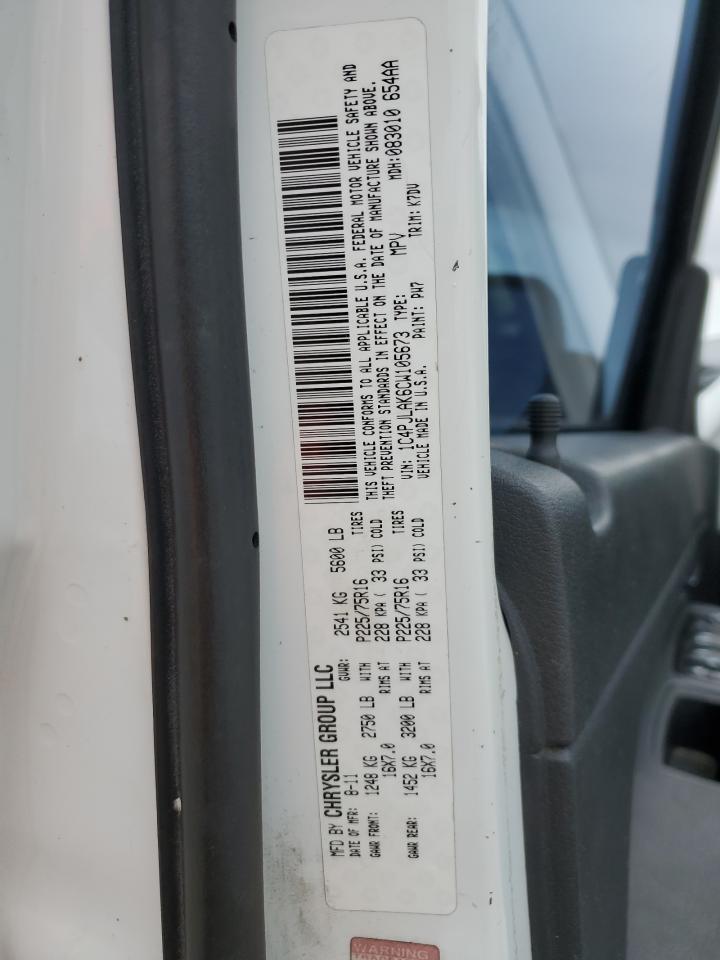 MFD BY CHRYSLER GROUP LLC
DATE OF MFR: 8-11 GVWR: 2541 KG 5600 LB
GAWR FRONT: 1248 KG 2750 LB WITH P225/75R16 TIRES
16X7.0 RIMS AT 228 KPA ( 33 PSI) COLD
GAWR REAR: 1452 KG 3200 LB WITH P225/75R16 TIRES
16X7.0 RIMS AT 228 KPA ( 33 PSI) COLD
THIS VEHICLE CONFORMS TO ALL APPLICABLE U.S.A. FEDERAL MOTOR VEHICLE SAFETY AND
THEFT PREVENTION STANDARDS IN EFFECT ON THE DATE OF MANUFACTURE SHOWN ABOVE.
VIN: 1C4PJLAK6CW105673 TYPE: MPV MDH:083010 654AA
VEHICLE MADE IN U.S.A. PAINT: PW7 TRIM: K7DV
WARNING